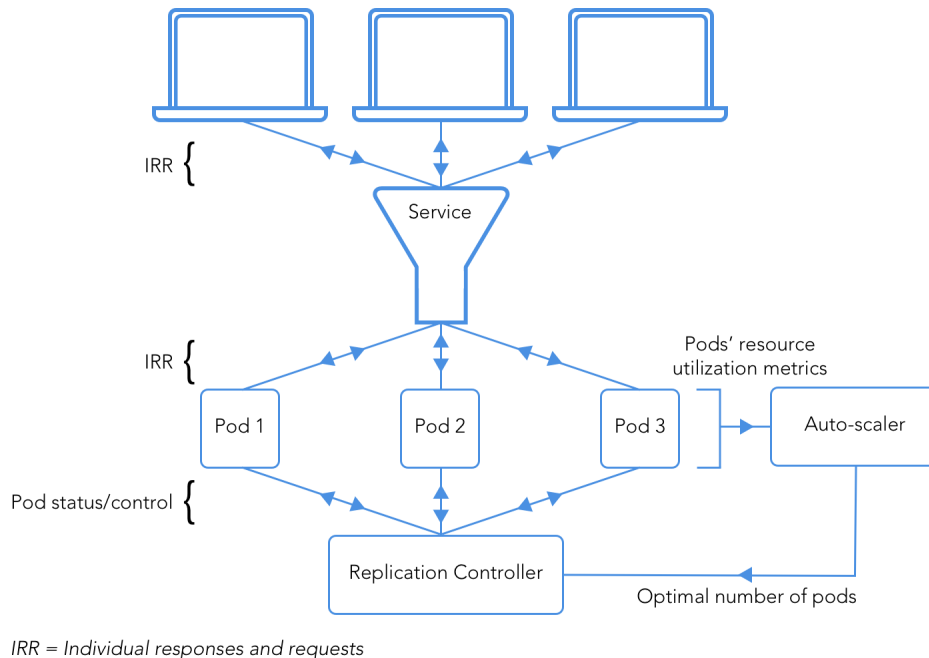 IRR
Service
IRR
Pods’ resource
utilization metrics
Pod 1
Pod 2
Pod 3
Auto-scaler
Pod status/control
Replication Controller
Optimal number of pods
IRR = Individual responses and requests